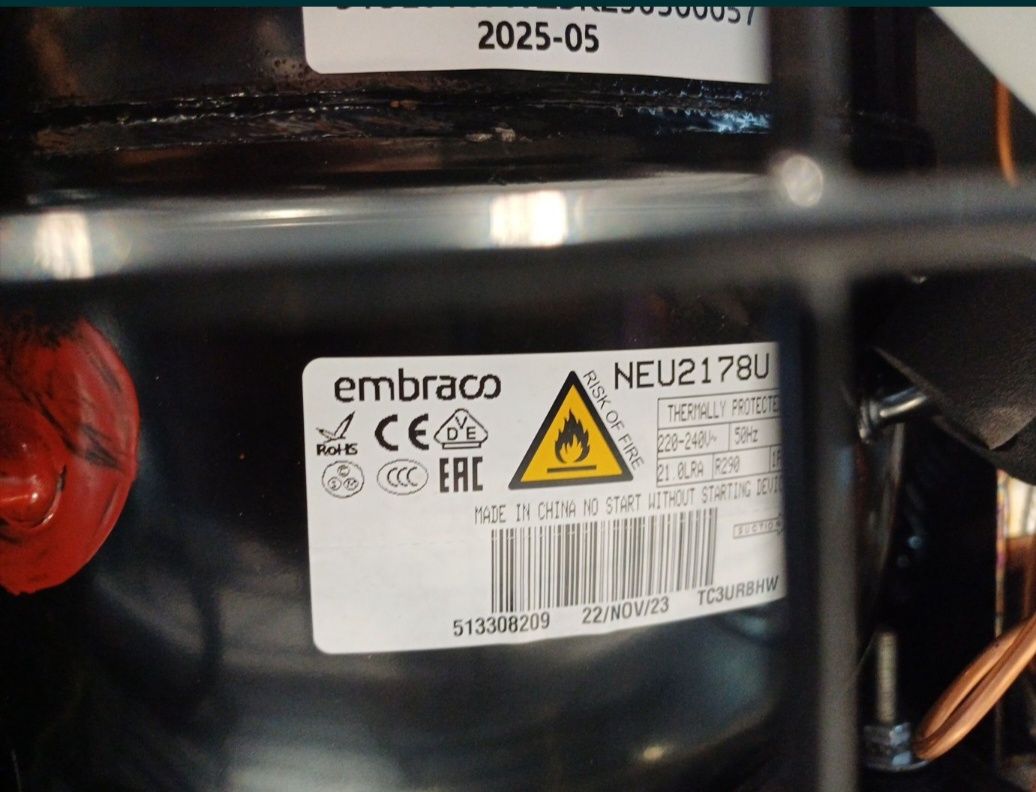 2025-05
embraco
NEU2178U
RISK OF FIRE
RoHS
CE
VDE
CCC
EAC
THERMALLY PROTECTE
220-240V~ 50Hz
21.0LRA R290
MADE IN CHINA NO START WITHOUT STARTING DEVI
SUCTION
513308209 22/NOV/23 TC3URBHW